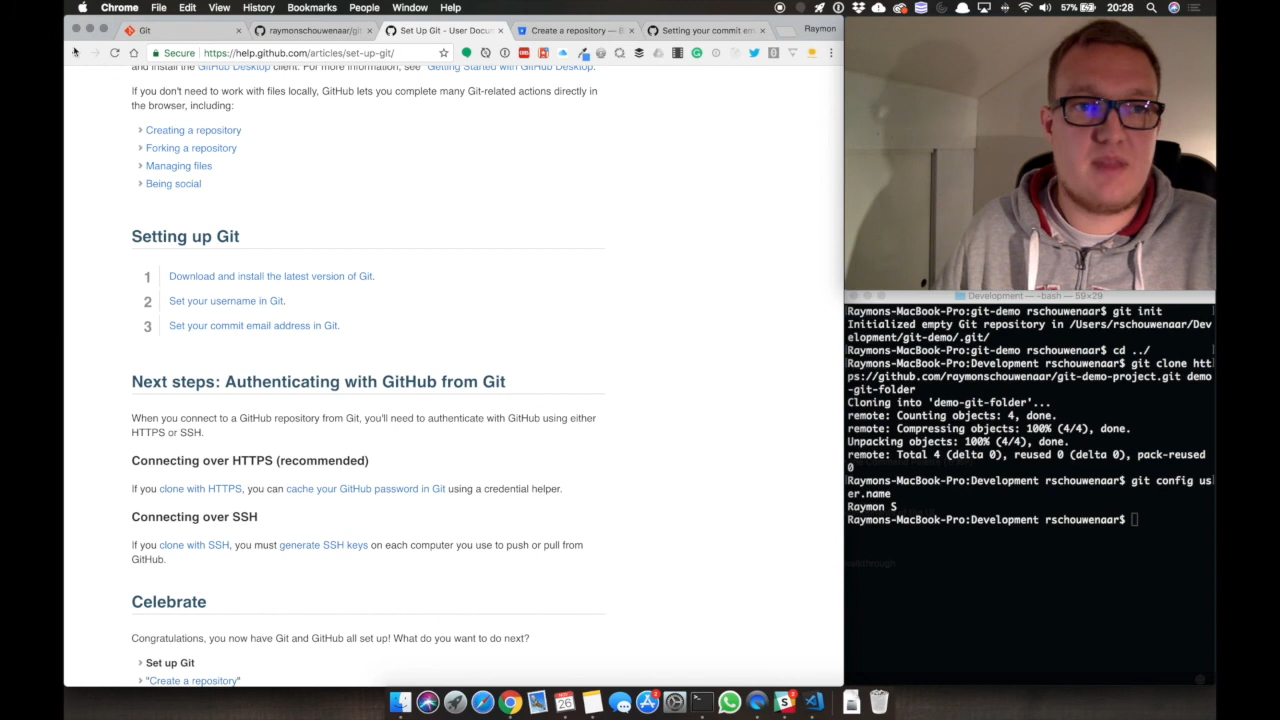 Chrome File Edit View History Bookmarks People Window Help 57% 20:28
Git raymonschouwenaar/gi Set Up Git - User Docum Create a repository — B Setting your commit em Raymon
Secure https://help.github.com/articles/set-up-git/
and install the GitHub Desktop client. For more information, see "Getting Started with GitHub Desktop."
If you don't need to work with files locally, GitHub lets you complete many Git-related actions directly in
the browser, including:
Creating a repository
Forking a repository
Managing files
Being social
Setting up Git
1 Download and install the latest version of Git.
2 Set your username in Git.
3 Set your commit email address in Git.
Next steps: Authenticating with GitHub from Git
When you connect to a GitHub repository from Git, you'll need to authenticate with GitHub using either
HTTPS or SSH.
Connecting over HTTPS (recommended)
If you clone with HTTPS, you can cache your GitHub password in Git using a credential helper.
Connecting over SSH
If you clone with SSH, you must generate SSH keys on each computer you use to push or pull from
GitHub.
Celebrate
Congratulations, you now have Git and GitHub all set up! What do you want to do next?
Set up Git
"Create a repository"
Development — -bash — 59×29
Raymons-MacBook-Pro:git-demo rschouwenaar$ git init
Initialized empty Git repository in /Users/rschouwenaar/Dev
elopment/git-demo/.git/
Raymons-MacBook-Pro:git-demo rschouwenaar$ cd ../
Raymons-MacBook-Pro:Development rschouwenaar$ git clone htt
ps://github.com/raymonschouwenaar/git-demo-project.git demo
-git-folder
Cloning into 'demo-git-folder'...
remote: Counting objects: 4, done.
remote: Compressing objects: 100% (4/4), done.
Unpacking objects: 100% (4/4), done.
remote: Total 4 (delta 0), reused 0 (delta 0), pack-reused
0
Raymons-MacBook-Pro:Development rschouwenaar$ git config us
er.name
Raymon S
Raymons-MacBook-Pro:Development rschouwenaar$
walkthrough